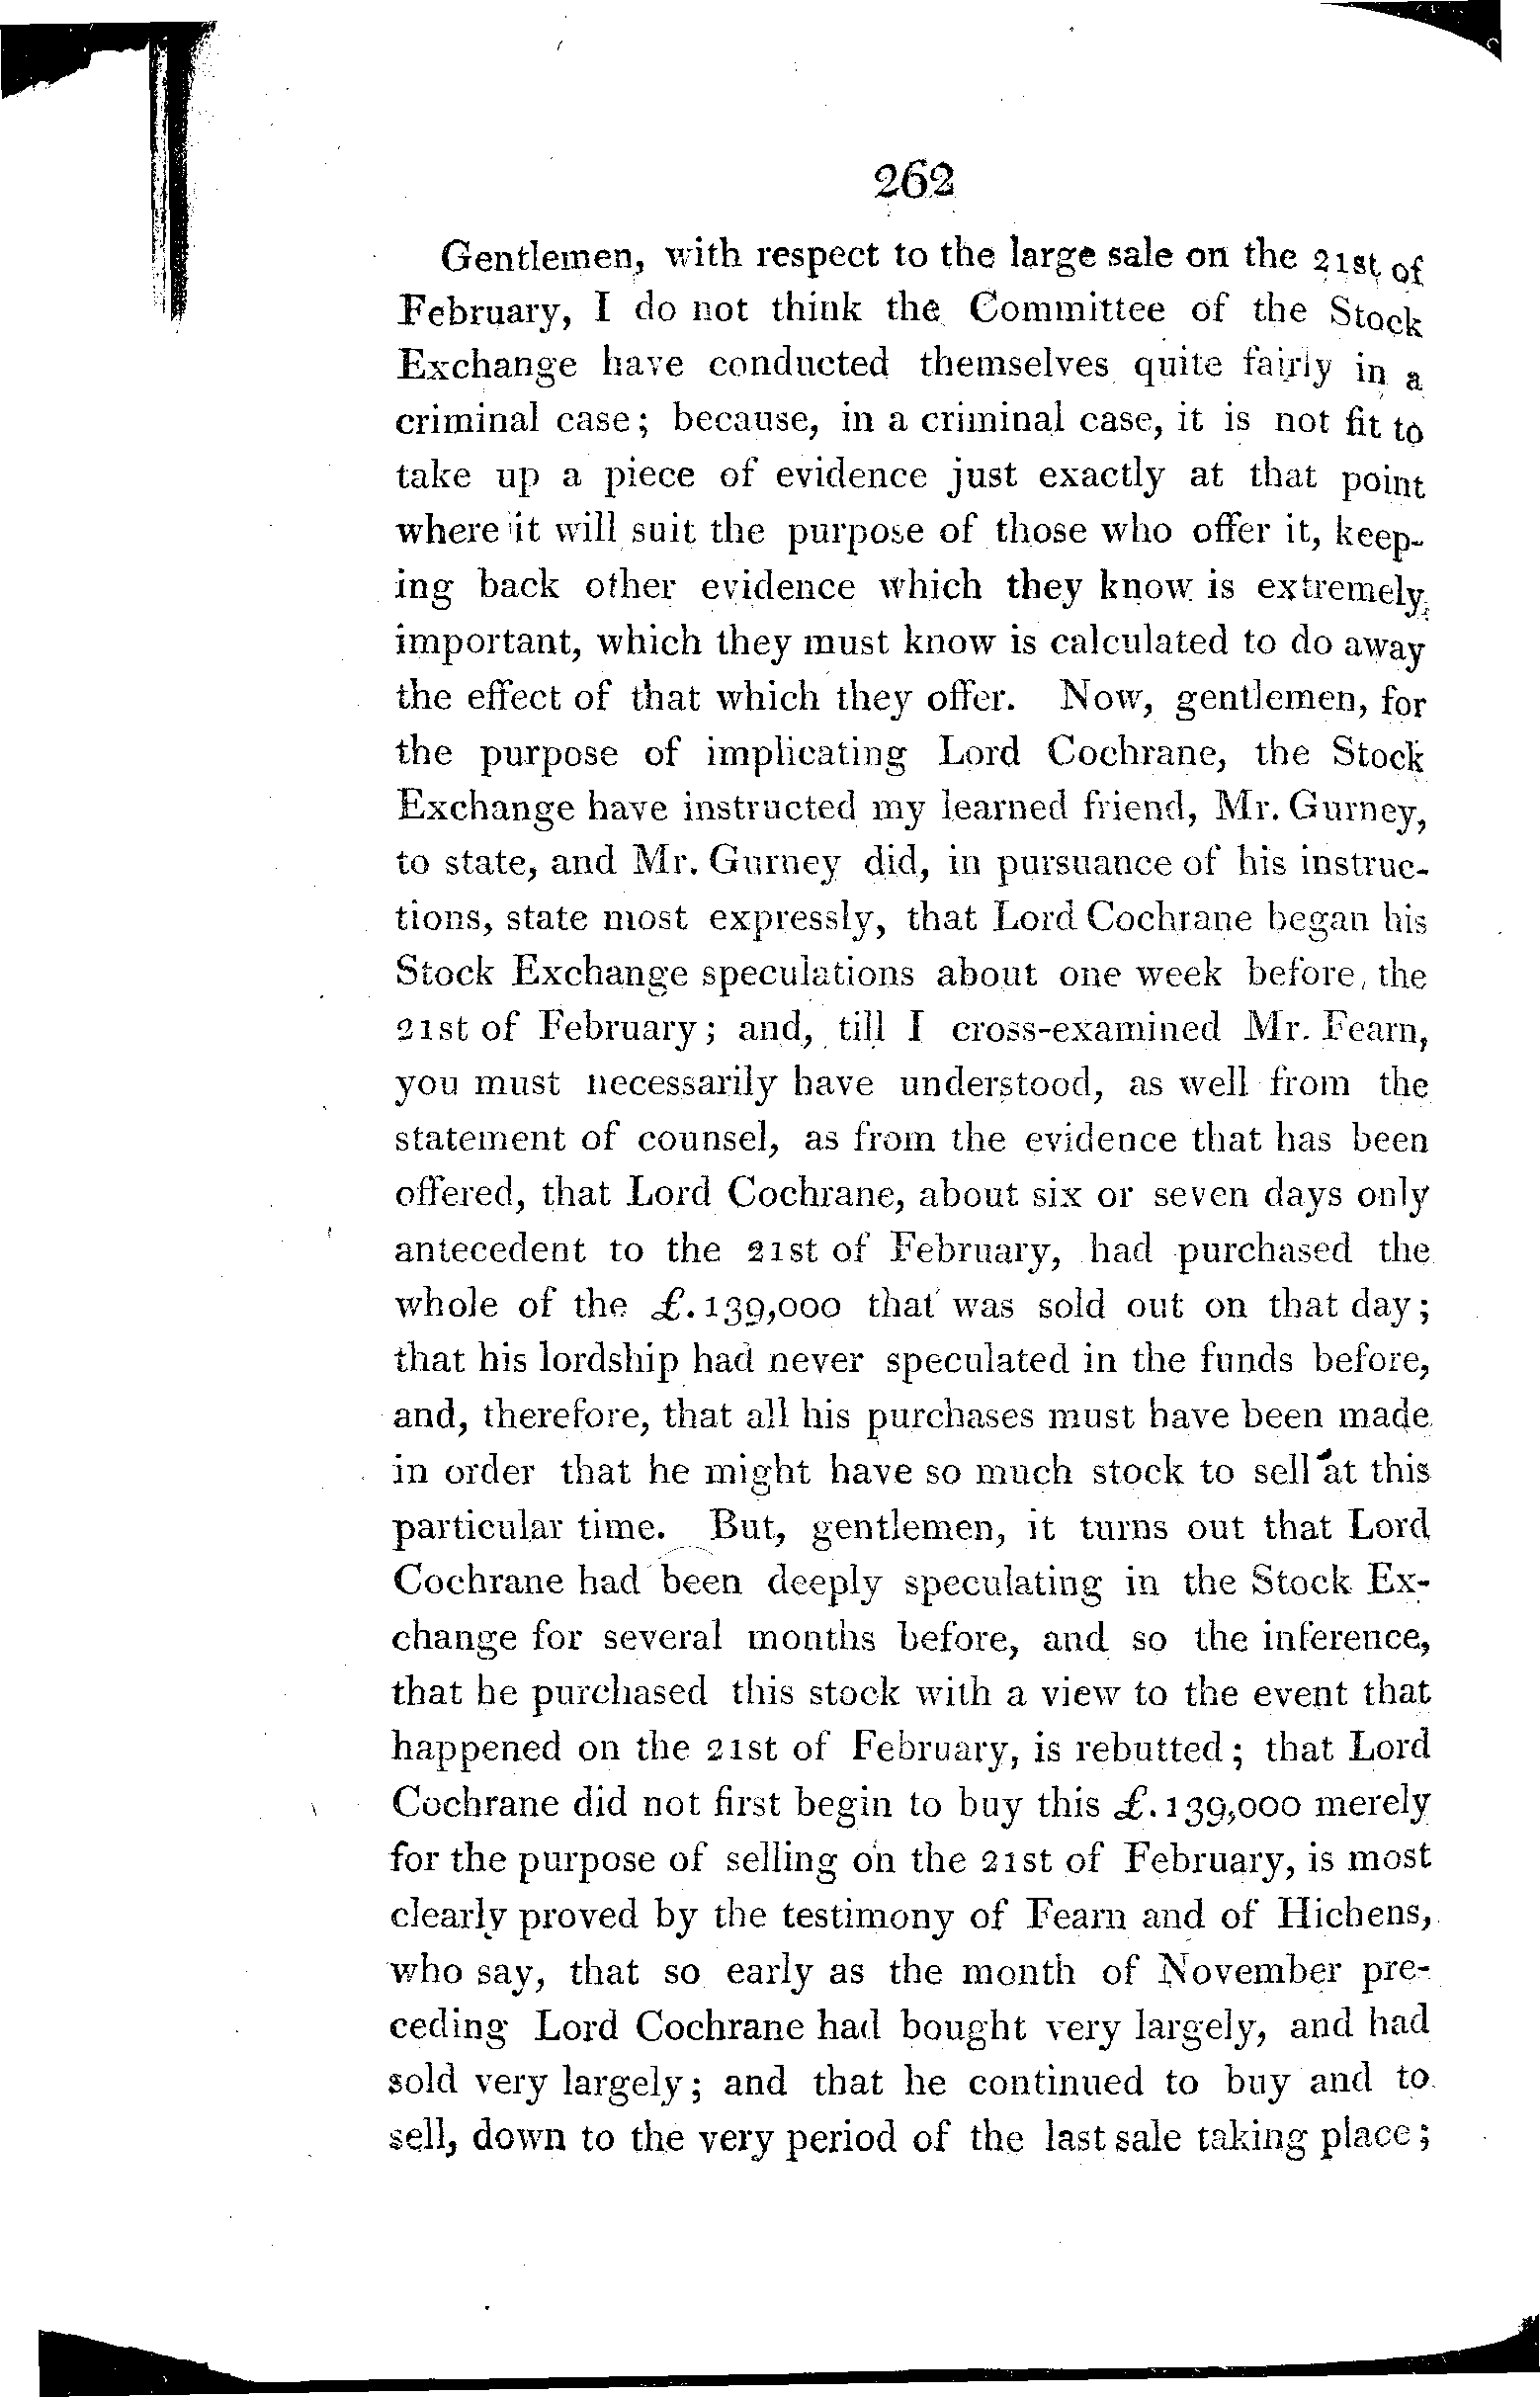 262
Gentlemen, with respect to the large sale on the 21st of
February, I do not think the Committee of the Stock
Exchange have conducted themselves quite fairly in a
criminal case; because, in a criminal case, it is not fit to
take up a piece of evidence just exactly at that point
where it will suit the purpose of those who offer it, keep-
ing back other evidence which they know is extremely
important, which they must know is calculated to do away
the effect of that which they offer. Now, gentlemen, for
the purpose of implicating Lord Cochrane, the Stock
Exchange have instructed my learned friend, Mr. Gurney,
to state, and Mr. Gurney did, in pursuance of his instruc-
tions, state most expressly, that Lord Cochrane began his
Stock Exchange speculations about one week before, the
21st of February; and, till I cross-examined Mr. Fearn,
you must necessarily have understood, as well from the
statement of counsel, as from the evidence that has been
offered, that Lord Cochrane, about six or seven days only
antecedent to the 21st of February, had purchased the
whole of the £.139,000 that was sold out on that day;
that his lordship had never speculated in the funds before,
and, therefore, that all his purchases must have been made
in order that he might have so much stock to sell at this
particular time. But, gentlemen, it turns out that Lord
Cochrane had been deeply speculating in the Stock Ex-
change for several months before, and so the inference,
that he purchased this stock with a view to the event that
happened on the 21st of February, is rebutted; that Lord
Cochrane did not first begin to buy this £.139,000 merely
for the purpose of selling on the 21st of February, is most
clearly proved by the testimony of Fearn and of Hichens,
who say, that so early as the month of November pre-
ceding Lord Cochrane had bought very largely, and had
sold very largely; and that he continued to buy and to
sell, down to the very period of the last sale taking place;